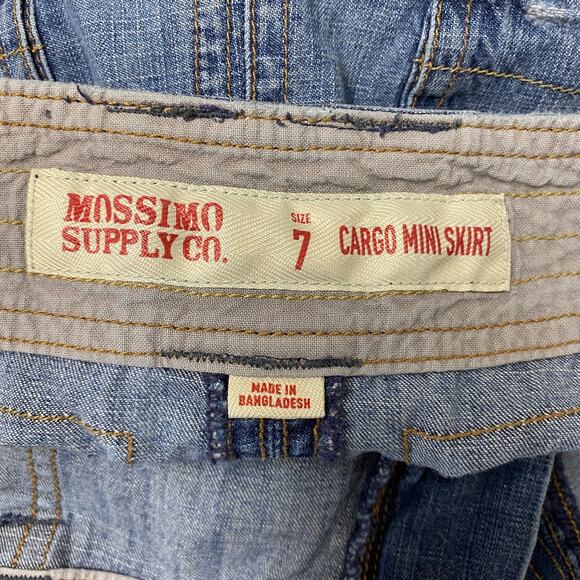 MOSSIMO
SUPPLY CO.
SIZE
7
CARGO MINI SKIRT
MADE IN
BANGLADESH